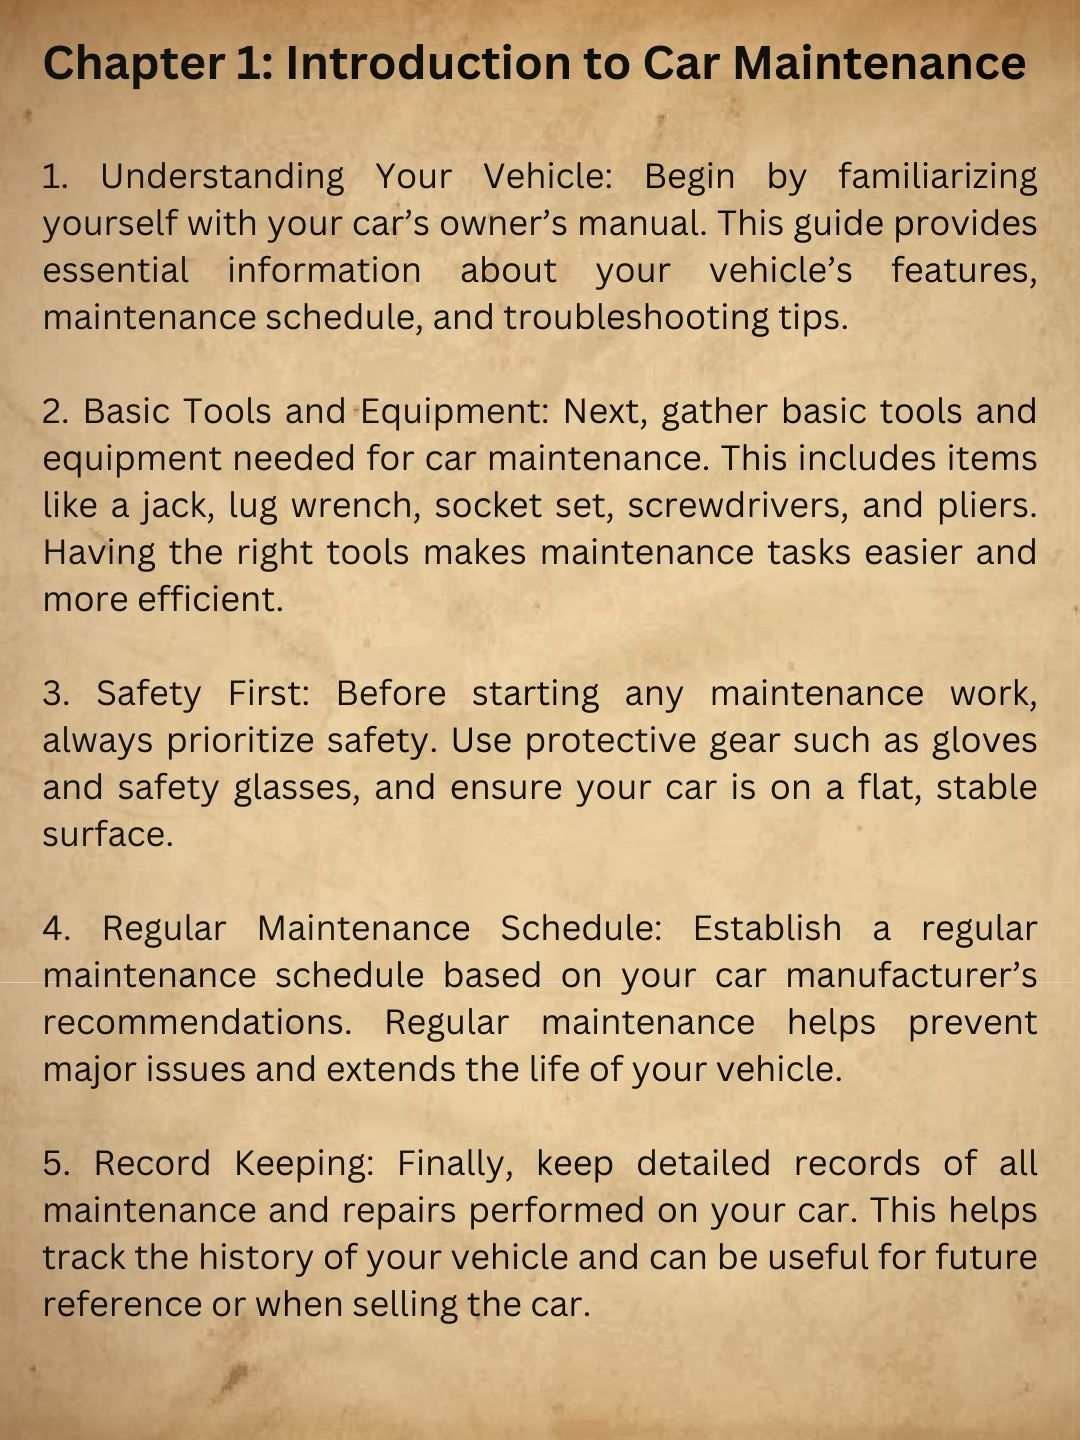 Chapter 1: Introduction to Car Maintenance
1. Understanding Your Vehicle: Begin by familiarizing
yourself with your car’s owner’s manual. This guide provides
essential information about your vehicle’s features,
maintenance schedule, and troubleshooting tips.
2. Basic Tools and Equipment: Next, gather basic tools and
equipment needed for car maintenance. This includes items
like a jack, lug wrench, socket set, screwdrivers, and pliers.
Having the right tools makes maintenance tasks easier and
more efficient.
3. Safety First: Before starting any maintenance work,
always prioritize safety. Use protective gear such as gloves
and safety glasses, and ensure your car is on a flat, stable
surface.
4. Regular Maintenance Schedule: Establish a regular
maintenance schedule based on your car manufacturer’s
recommendations. Regular maintenance helps prevent
major issues and extends the life of your vehicle.
5. Record Keeping: Finally, keep detailed records of all
maintenance and repairs performed on your car. This helps
track the history of your vehicle and can be useful for future
reference or when selling the car.